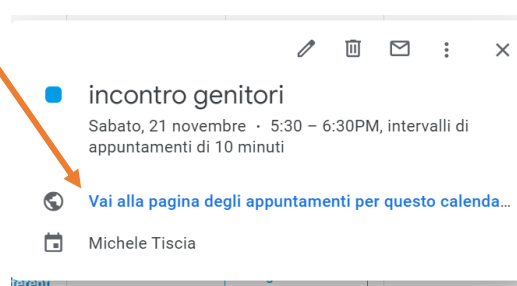 incontro genitori
Sabato, 21 novembre · 5:30 – 6:30PM, intervalli di
appuntamenti di 10 minuti
Vai alla pagina degli appuntamenti per questo calenda...
Michele Tiscia